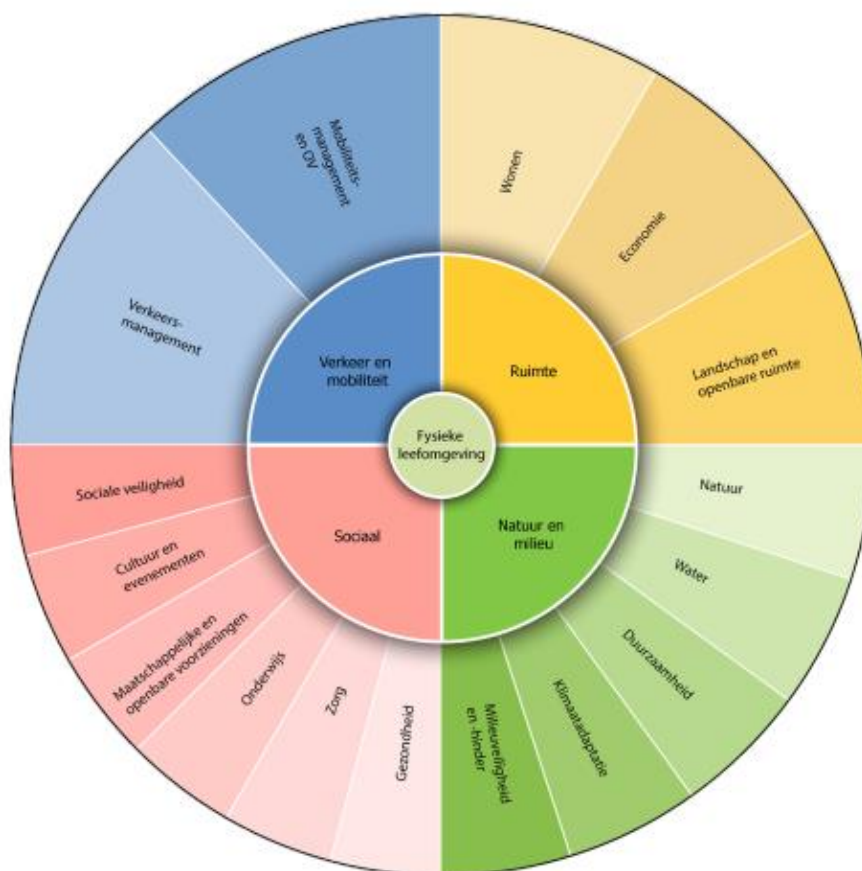 Mobiliteits-
management
en OV
Wonen
Economie
Verkeers-
management
Landschap en
openbare ruimte
Verkeer en
mobiliteit
Ruimte
Fysieke
leefomgeving
Sociaal
Natuur en
milieu
Sociale veiligheid
Cultuur en
evenementen
Maatschappelijke en
openbare voorzieningen
Onderwijs
Zorg
Gezondheid
Milieuveiligheid
en -hinder
Klimaatadaptatie
Duurzaamheid
Water
Natuur